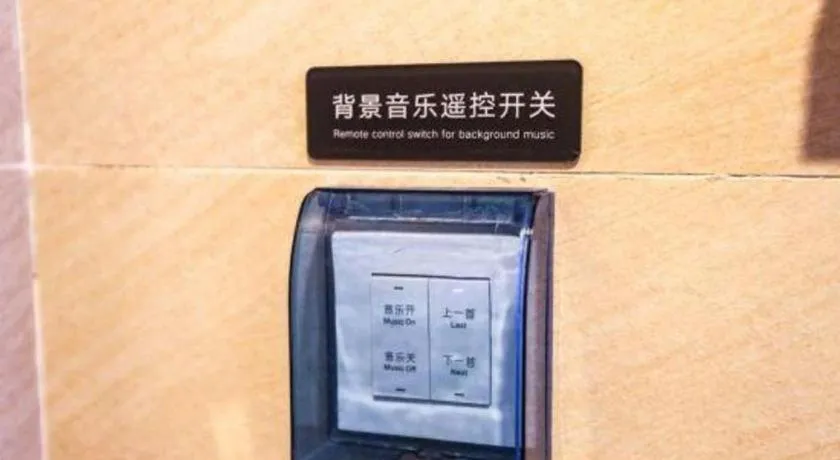 背景音乐遥控开关
Remote control switch for background music
音乐开
Music On
上一首
Last
音乐关
Music Off
下一首
Next